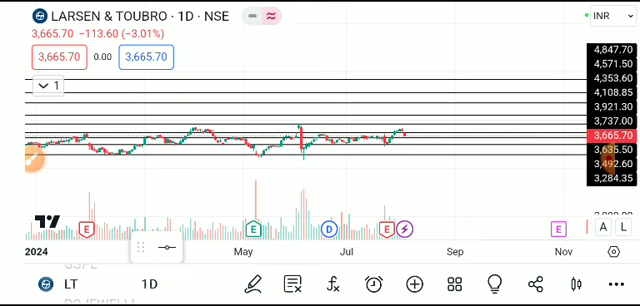 LARSEN & TOUBRO · 1D · NSE
INR
3,665.70 −113.60 (−3.01%)
3,665.70 0.00 3,665.70
1
4,847.70
4,571.50
4,353.60
4,108.85
3,921.30
3,737.00
3,665.70
3,635.50
3,492.60
3,284.35
E E D E E
A L
2024 May Jul Sep Nov
LT 1D